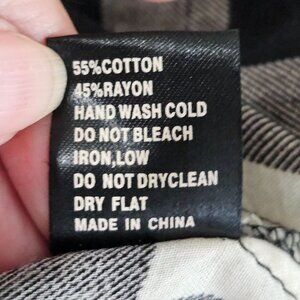 55%COTTON
45%RAYON
HAND WASH COLD
DO NOT BLEACH
IRON,LOW
DO NOT DRYCLEAN
DRY FLAT
MADE IN CHINA